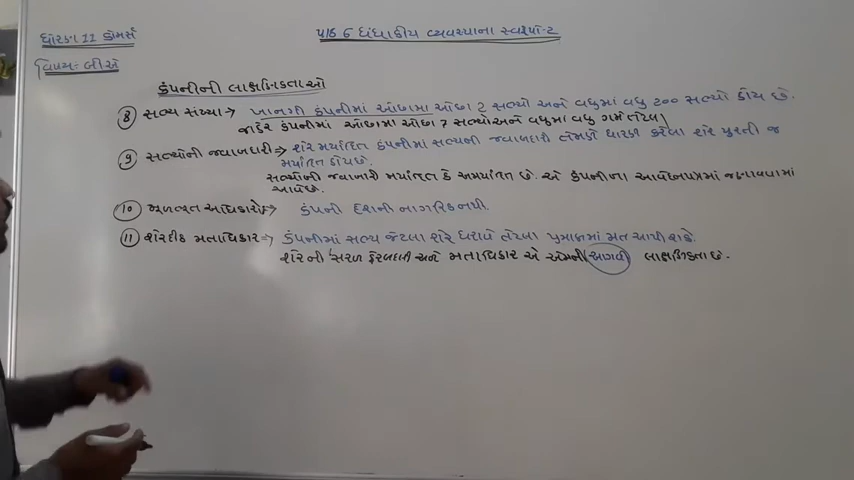 ધોરણ 11 કોમર્સ
પાઠ 6 ધંધાકીય વ્યવસ્થાના સ્વરૂપો-2
વિષય:- બીએ
કંપનીની લાક્ષણિકતાઓ
8 સભ્ય સંખ્યા → ખાનગી કંપનીમાં ઓછામાં ઓછા 2 સભ્યો અને વધુમાં વધુ 200 સભ્યો હોય છે.
જાહેર કંપનીમાં ઓછામા ઓછા 7 સભ્યો અને વધુમા વધુ ગમે તેટલા
9 સભ્યોની જવાબદારી → શેર મર્યાદિત કંપનીમાં સભ્યની જવાબદારી તેમણે ધારણ કરેલા શેર પુરતી જ
મર્યાદિત હોય છે.
સભ્યોની જવાબદારી મર્યાદિત કે અમર્યાદિત છે. એ કંપનીના આવેદનપત્રમાં જણાવવામાં
આવે છે.
10 મૂળભૂત અધિકારો → કંપની દેશની નાગરિક નથી.
11 શેરદીઠ મતાધિકાર → કંપનીમાં સભ્ય જેટલા શેર ધરાવે તેટલા પ્રમાણમાં મત આપી શકે.
શેરની સરળ ફેરબદલી અને મતાધિકાર એ એમની આગવી લાક્ષણિકતા છે.